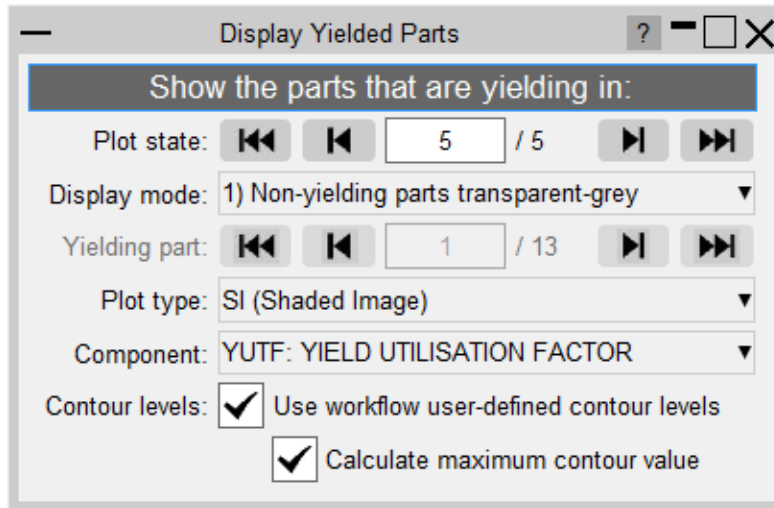 Display Yielded Parts ?
Show the parts that are yielding in:
Plot state: 5 / 5
Display mode: 1) Non-yielding parts transparent-grey
Yielding part: 1 / 13
Plot type: SI (Shaded Image)
Component: YUTF: YIELD UTILISATION FACTOR
Contour levels: Use workflow user-defined contour levels
Calculate maximum contour value